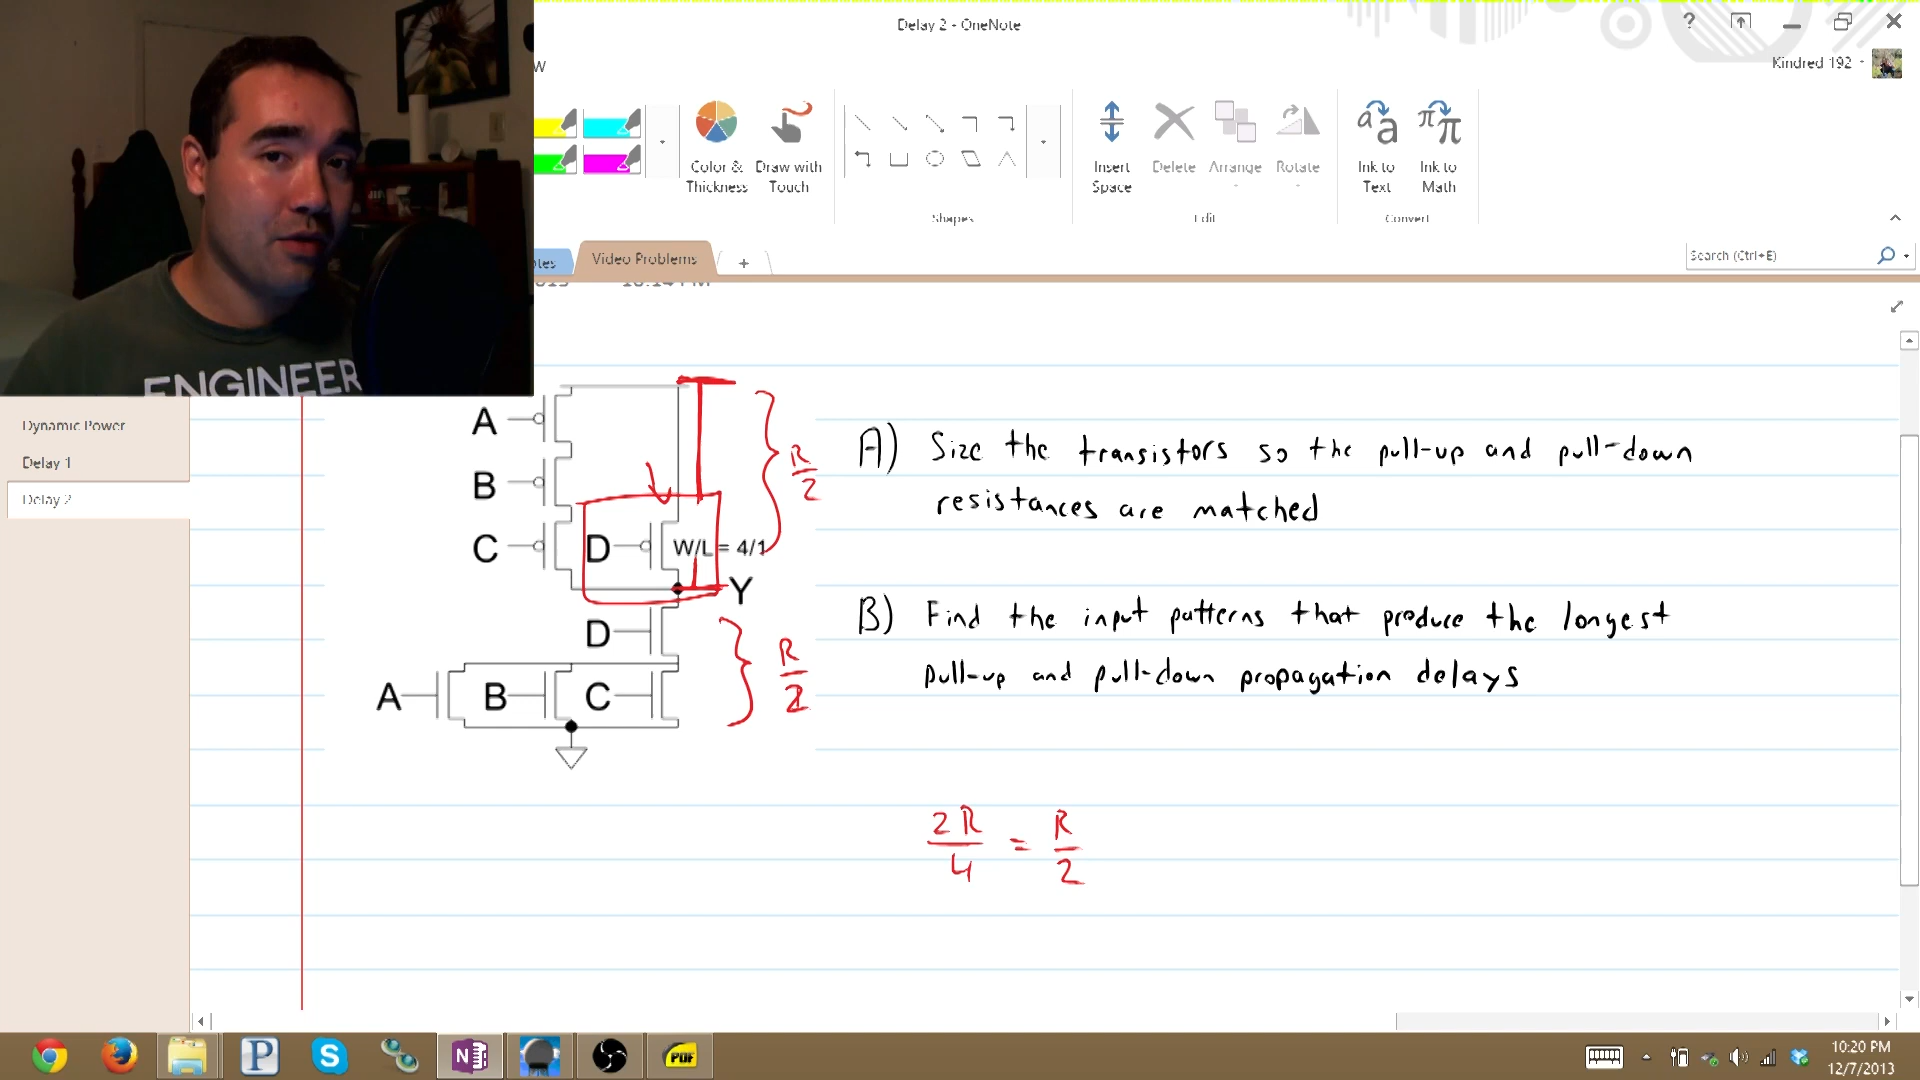 Delay 2 - OneNote
?
Kindred 192
W
ENGINEER
Color & Thickness
Draw with Touch
Insert Space
Delete
Arrange
Rotate
Ink to Text
Ink to Math
Shapes
Edit
Convert
Video Problems
+
Search (Ctrl+E)
Dynamic Power
Delay 1
Delay 2
A
B
C
D
W/L = 4/1
Y
D
A
B
C
R/2
R/2
A) Size the transistors so the pull-up and pull-down
resistances are matched
B) Find the input patterns that produce the longest
pull-up and pull-down propagation delays
2R/4 = R/2
10:20 PM
12/7/2013